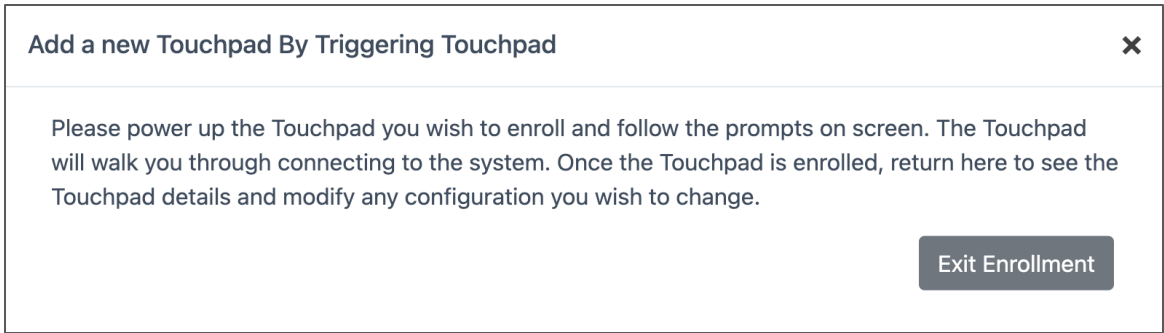 Add a new Touchpad By Triggering Touchpad
Please power up the Touchpad you wish to enroll and follow the prompts on screen. The Touchpad
will walk you through connecting to the system. Once the Touchpad is enrolled, return here to see the
Touchpad details and modify any configuration you wish to change.
Exit Enrollment